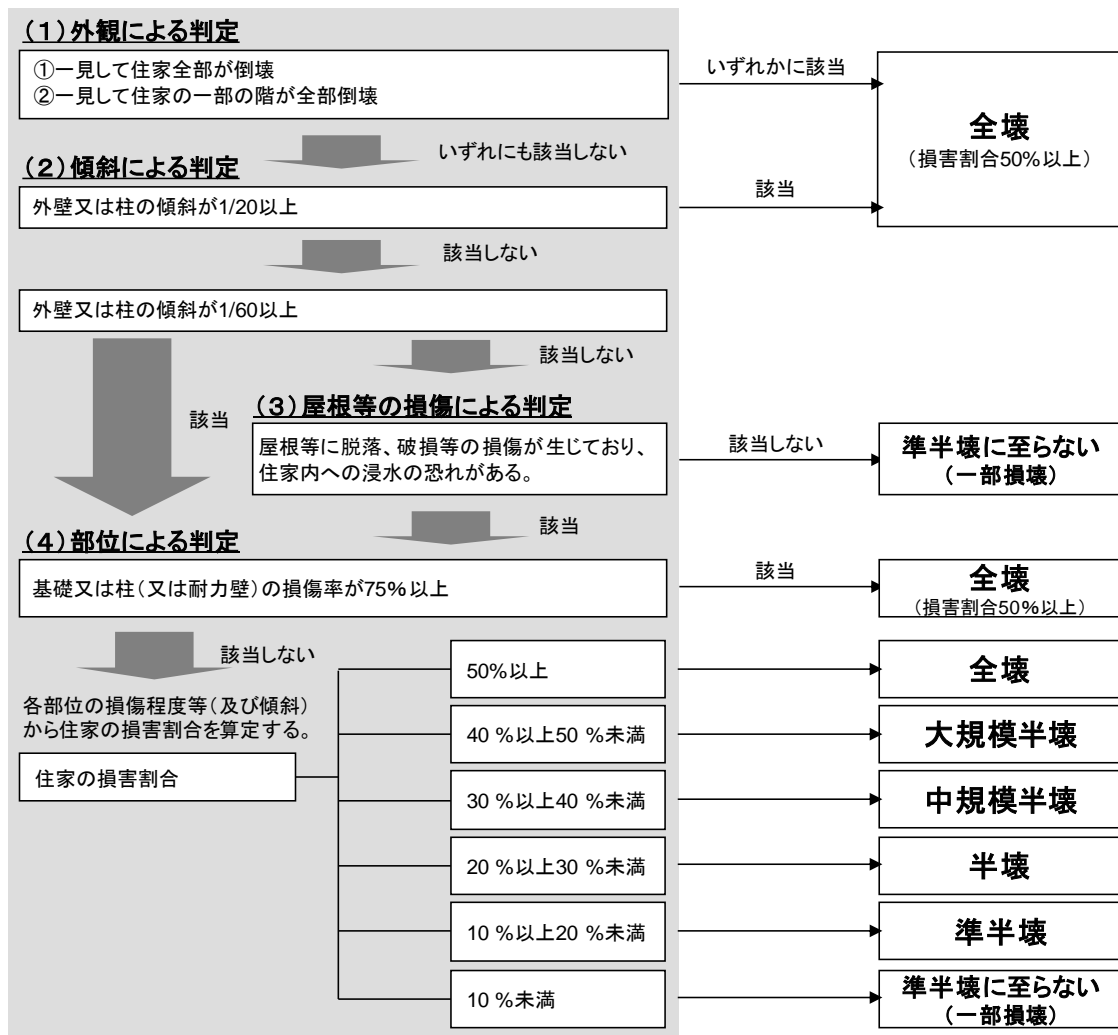 (1)外観による判定
①一見して住家全部が倒壊
②一見して住家の一部の階が全部倒壊
いずれかに該当
全壊
(損害割合50%以上)
いずれにも該当しない
(2)傾斜による判定
外壁又は柱の傾斜が1/20以上
該当
該当しない
外壁又は柱の傾斜が1/60以上
該当しない
該当
(3)屋根等の損傷による判定
屋根等に脱落、破損等の損傷が生じており、
住家内への浸水の恐れがある。
該当しない
準半壊に至らない
(一部損壊)
該当
(4)部位による判定
基礎又は柱(又は耐力壁)の損傷率が75%以上
該当
全壊
(損害割合50%以上)
該当しない
各部位の損傷程度等(及び傾斜)
から住家の損害割合を算定する。
住家の損害割合
50%以上
全壊
40 %以上50 %未満
大規模半壊
30 %以上40 %未満
中規模半壊
20 %以上30 %未満
半壊
10 %以上20 %未満
準半壊
10 %未満
準半壊に至らない
(一部損壊)